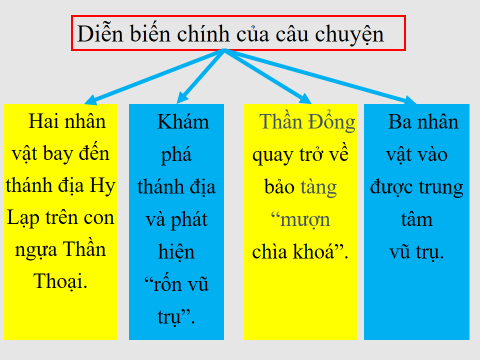 Diễn biến chính của câu chuyện
Hai nhân
vật bay đến
thánh địa Hy
Lạp trên con
ngựa Thần
Thoại.
Khám
phá
thánh địa
và phát
hiện
“rốn vũ
trụ”.
Thần Đồng
quay trở về
bảo tàng
“mượn
chìa khoá”.
Ba nhân
vật vào
được trung
tâm
vũ trụ.